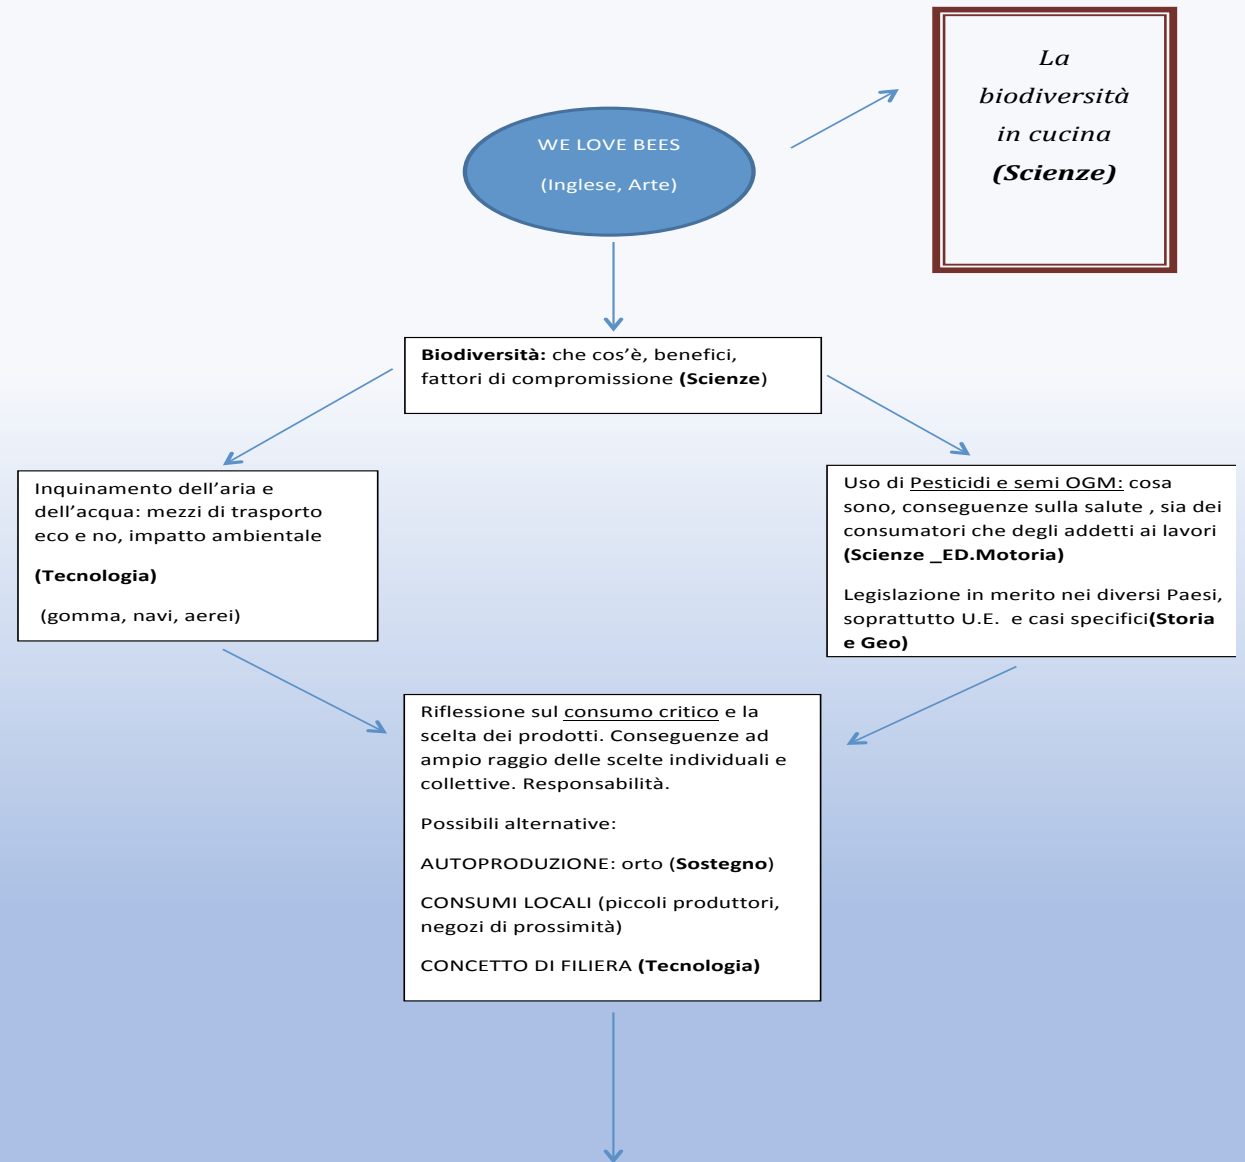 La
biodiversità
in cucina
(Scienze)
WE LOVE BEES
(Inglese, Arte)
Biodiversità: che cos’è, benefici,
fattori di compromissione (Scienze)
Inquinamento dell’aria e
dell’acqua: mezzi di trasporto
eco e no, impatto ambientale
(Tecnologia)
(gomma, navi, aerei)
Uso di Pesticidi e semi OGM: cosa
sono, conseguenze sulla salute , sia dei
consumatori che degli addetti ai lavori
(Scienze _ED.Motoria)
Legislazione in merito nei diversi Paesi,
soprattutto U.E.  e casi specifici(Storia
e Geo)
Riflessione sul consumo critico e la
scelta dei prodotti. Conseguenze ad
ampio raggio delle scelte individuali e
collettive. Responsabilità.
Possibili alternative:
AUTOPRODUZIONE: orto (Sostegno)
CONSUMI LOCALI (piccoli produttori,
negozi di prossimità)
CONCETTO DI FILIERA (Tecnologia)